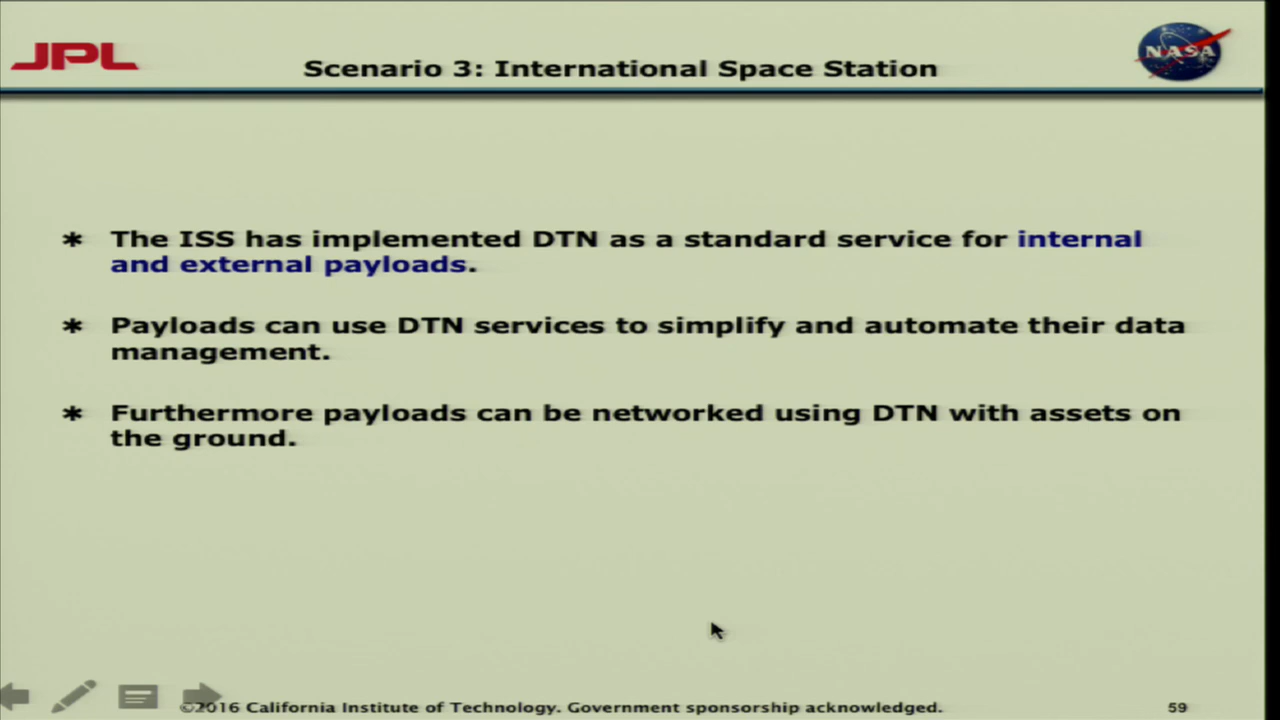 JPL
Scenario 3: International Space Station
NASA
* The ISS has implemented DTN as a standard service for internal
and external payloads.
* Payloads can use DTN services to simplify and automate their data
management.
* Furthermore payloads can be networked using DTN with assets on
the ground.
©2016 California Institute of Technology. Government sponsorship acknowledged.
59